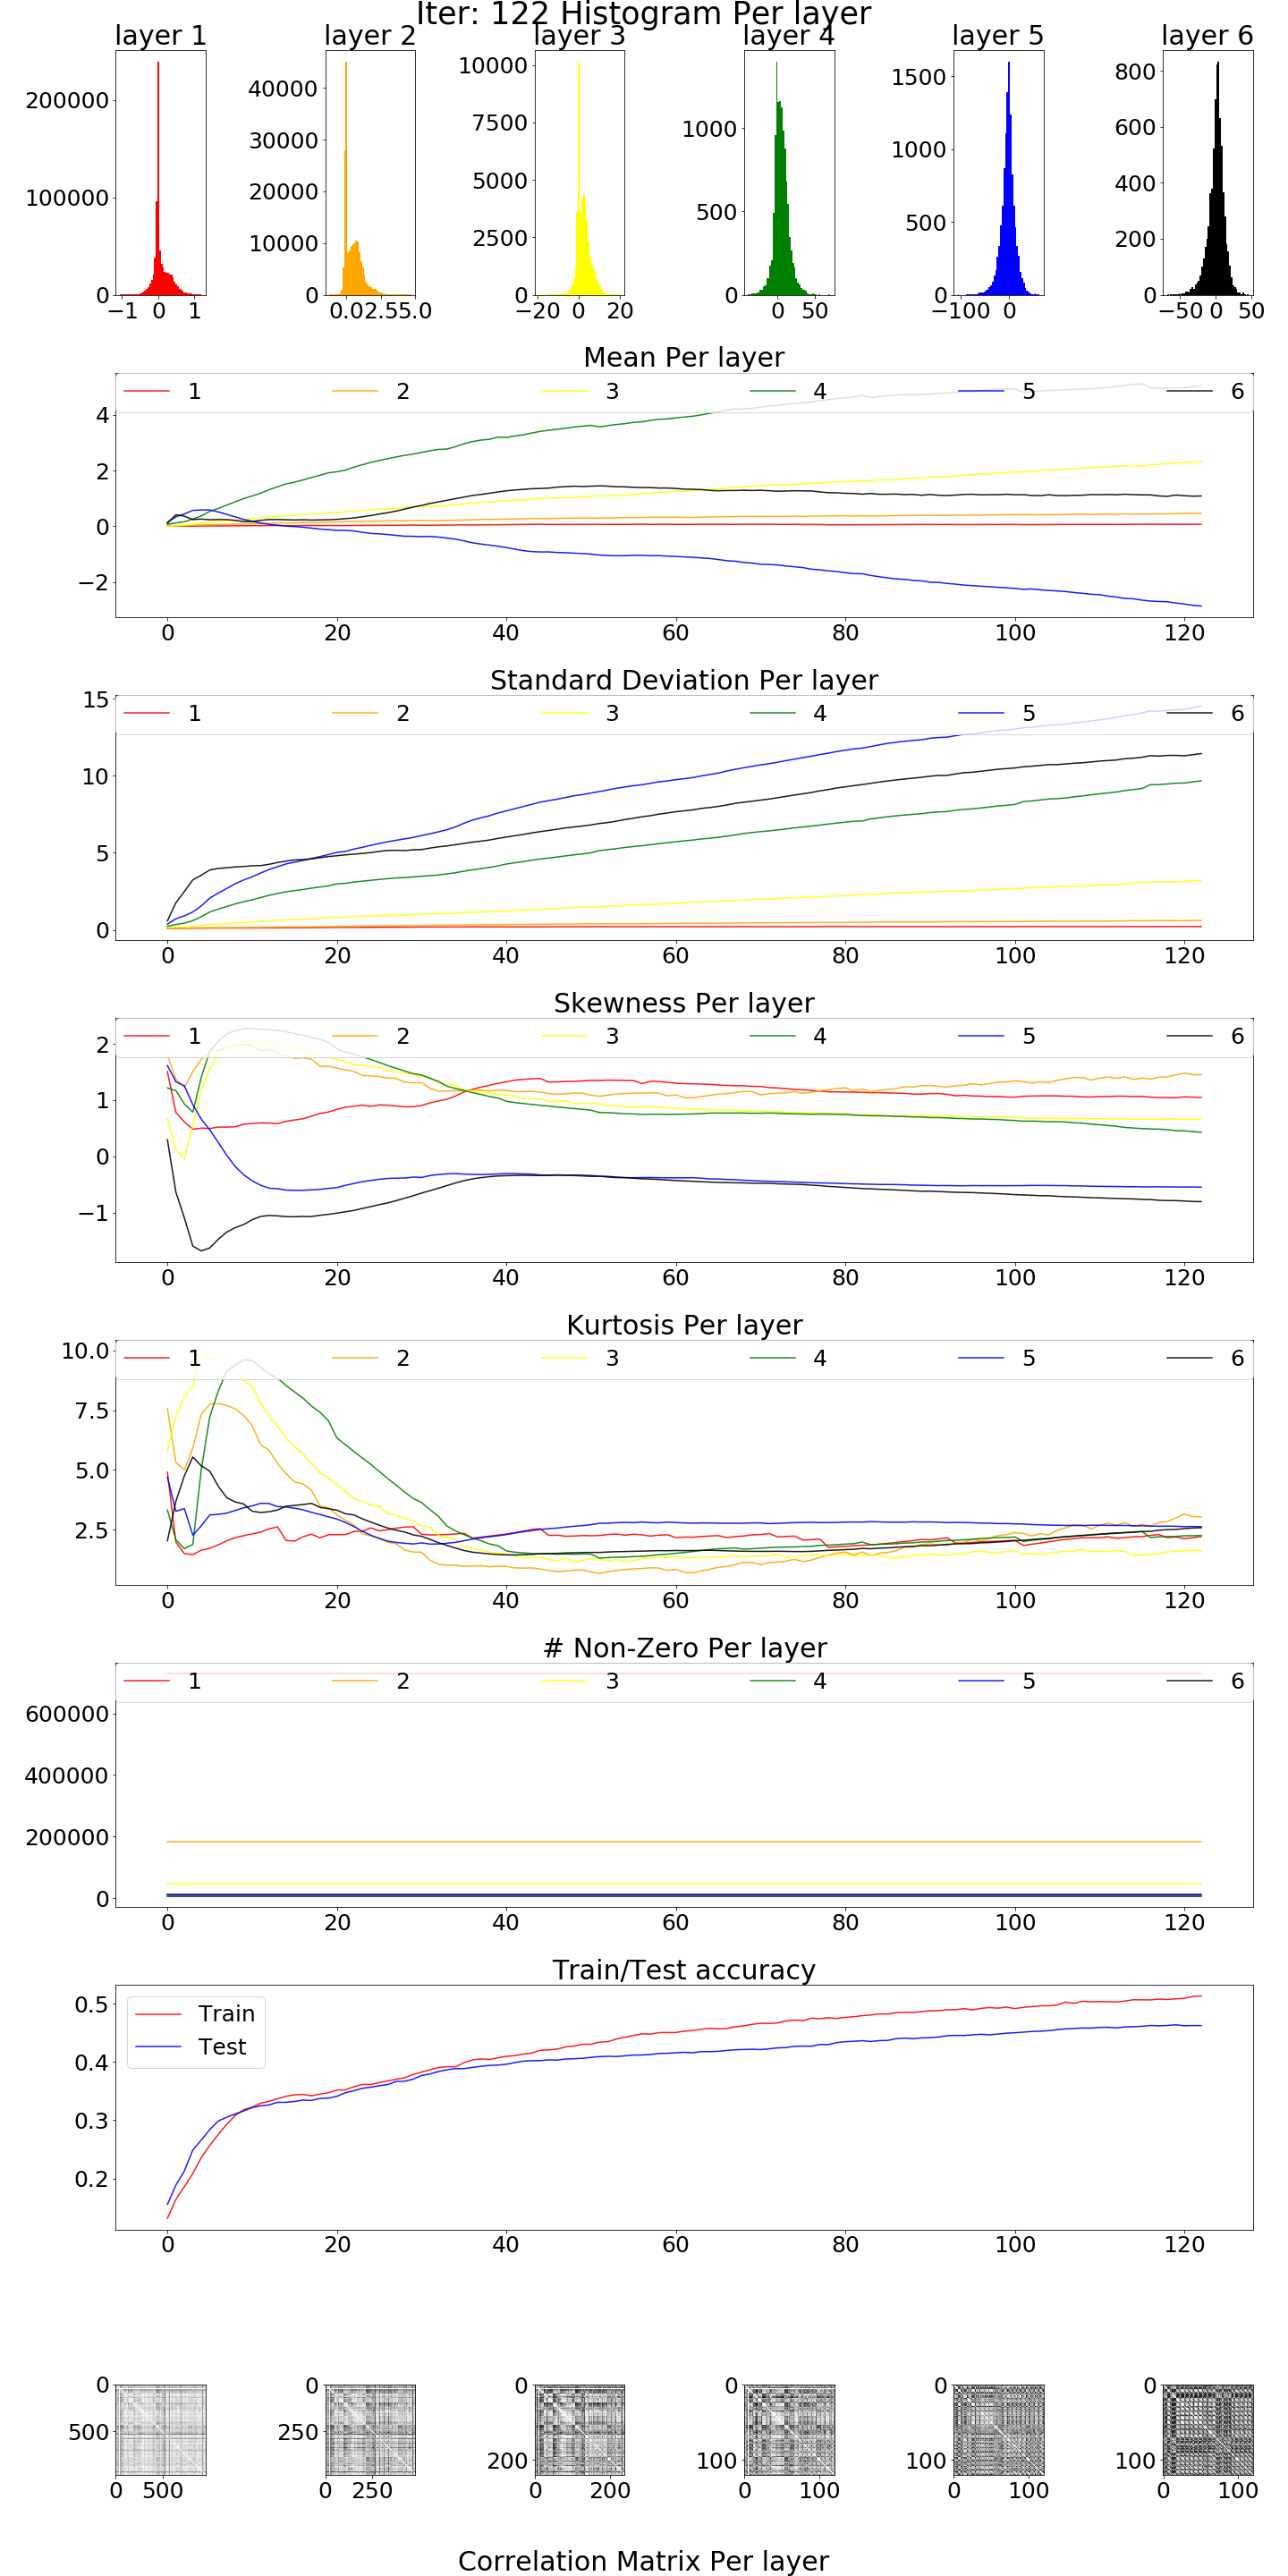 Iter: 122 Histogram Per layer
layer 1 layer 2 layer 3 layer 4 layer 5 layer 6
200000 100000 0
−1 0 1
40000 30000 20000 10000 0
0.0 2.5 5.0
10000 7500 5000 2500 0
−20 0 20
1000 500 0
0 50
1500 1000 500 0
−100 0
800 600 400 200 0
−50 0 50
Mean Per layer
1 2 3 4 5 6
4
2
0
−2
0 20 40 60 80 100 120
Standard Deviation Per layer
15
1 2 3 4 5 6
10
5
0
0 20 40 60 80 100 120
Skewness Per layer
1 2 3 4 5 6
2
1
0
−1
0 20 40 60 80 100 120
Kurtosis Per layer
10.0
1 2 3 4 5 6
7.5
5.0
2.5
0 20 40 60 80 100 120
# Non-Zero Per layer
1 2 3 4 5 6
600000
400000
200000
0
0 20 40 60 80 100 120
Train/Test accuracy
0.5
Train
Test
0.4
0.3
0.2
0 20 40 60 80 100 120
0 500
0 500
0 250
0 250
0 200
0 200
0 100
0 100
0 100
0 100
0 100
0 100
Correlation Matrix Per layer